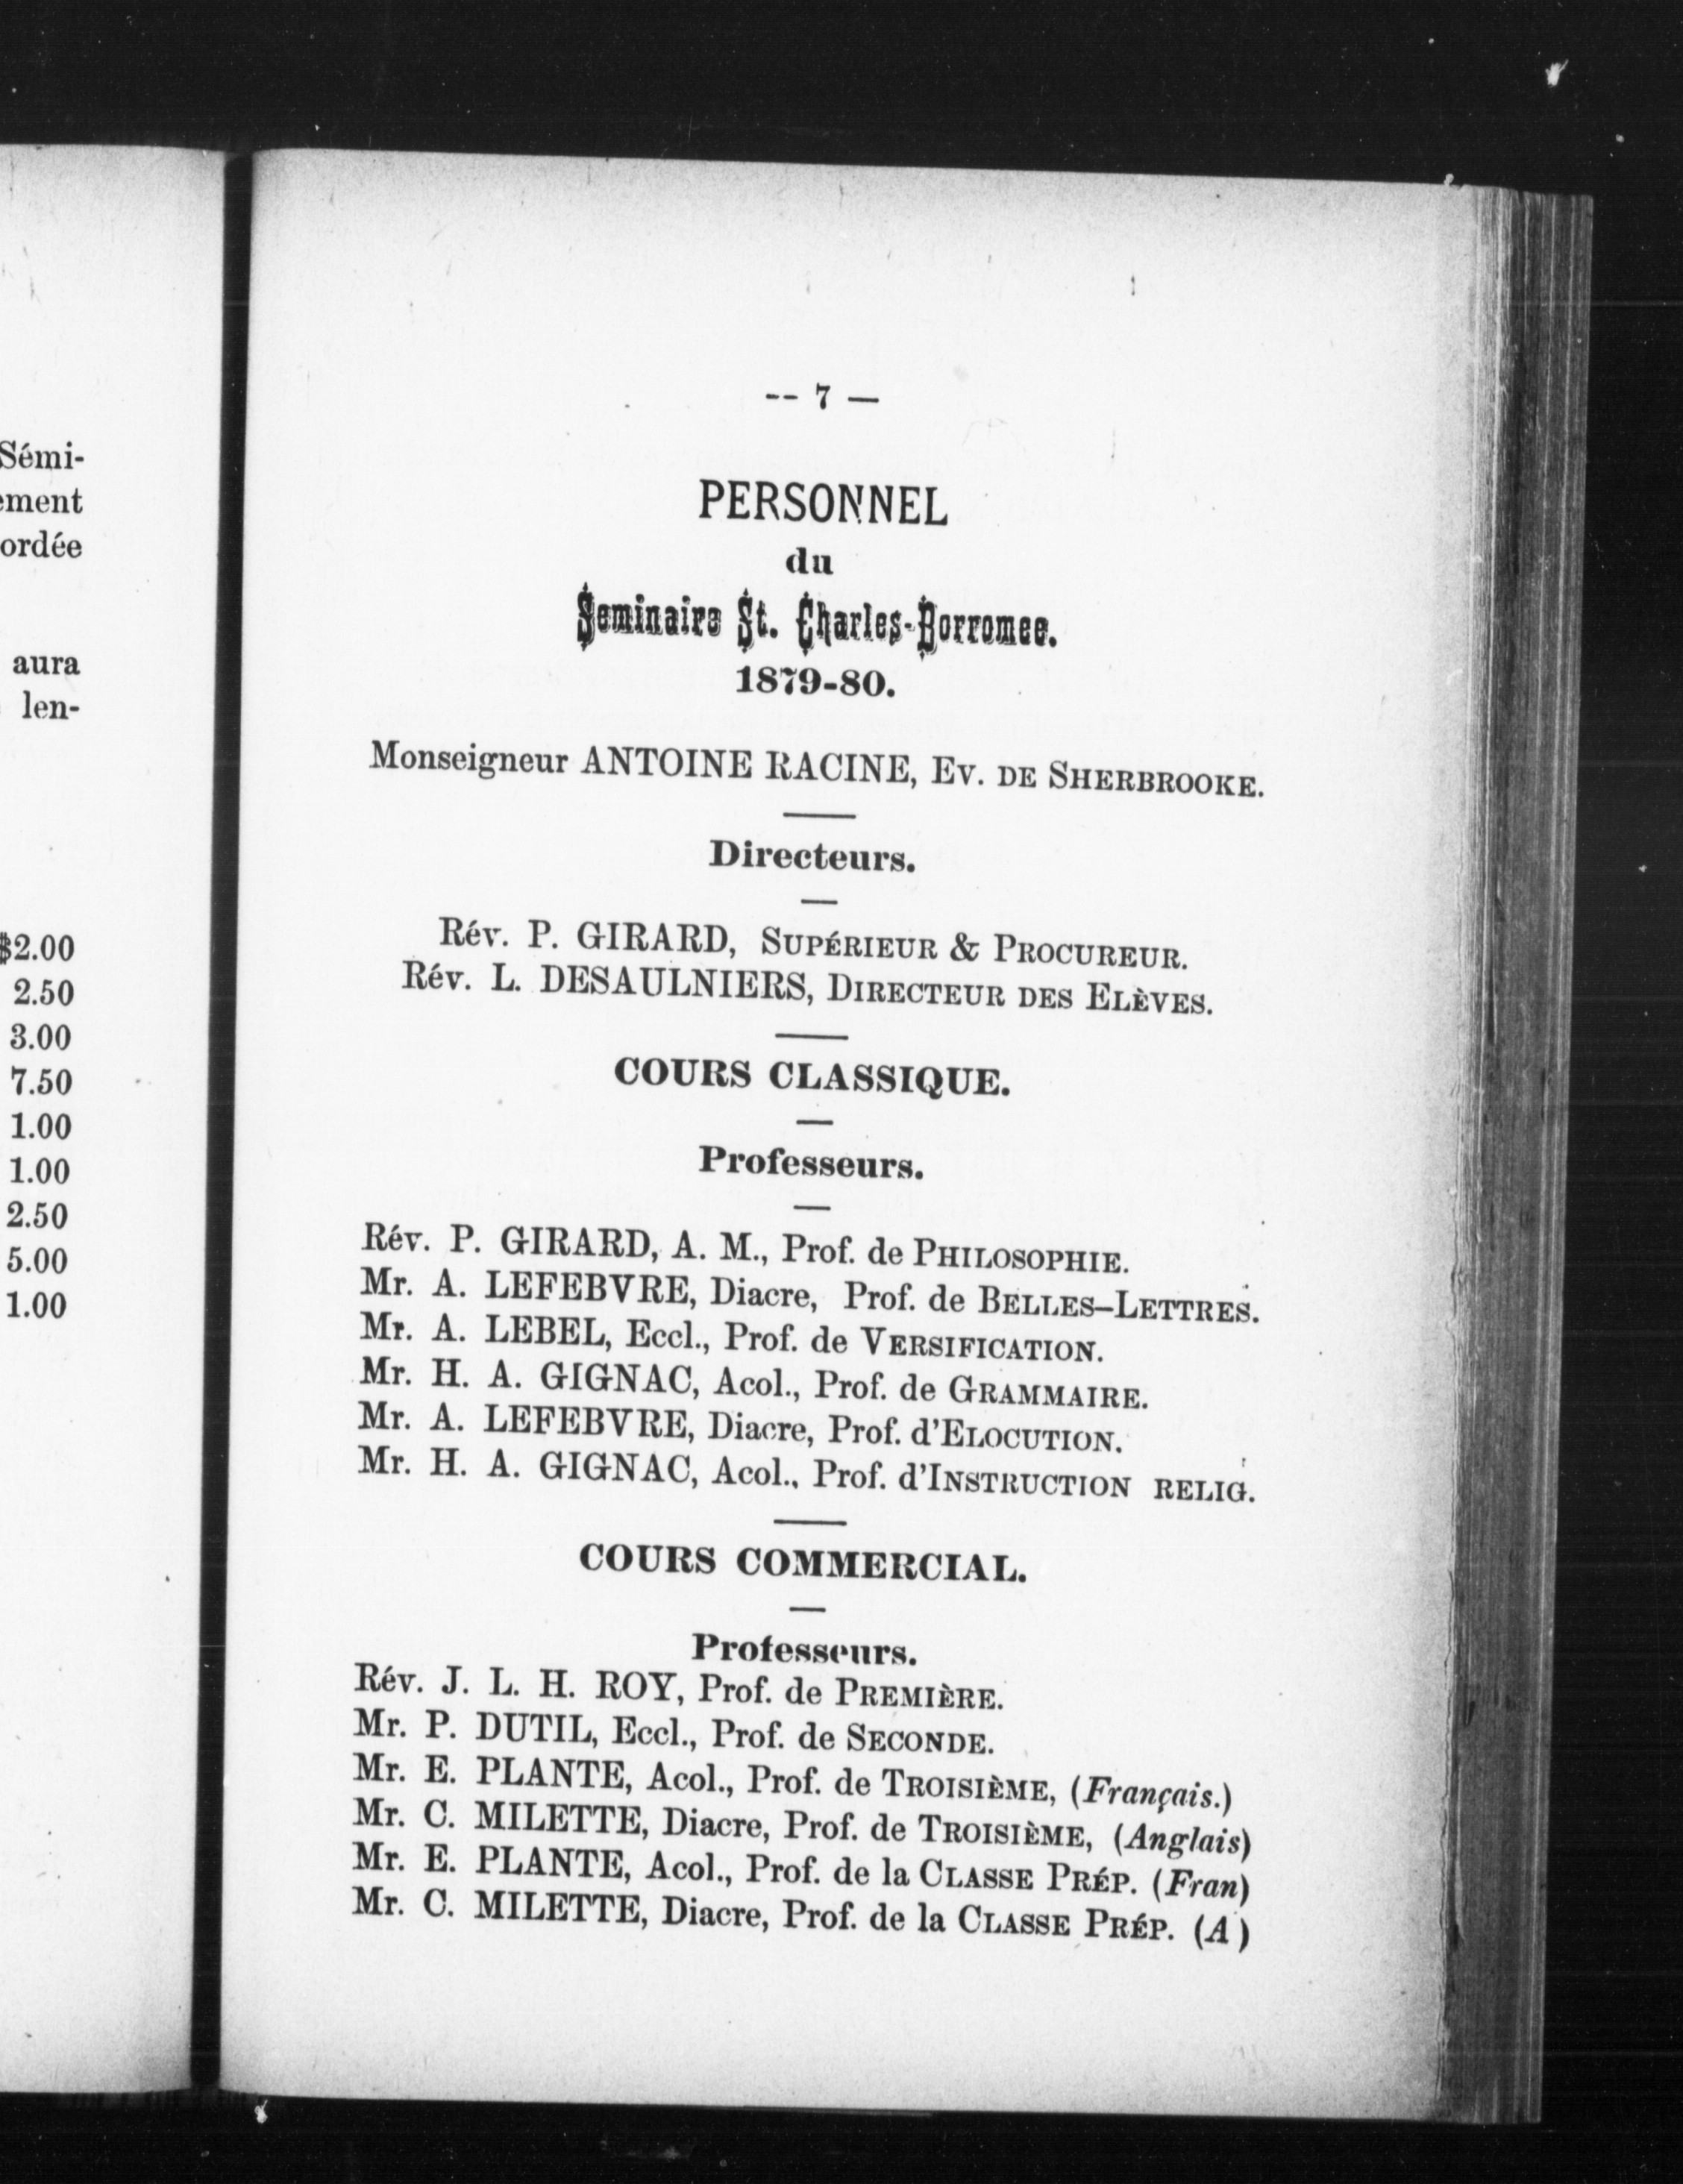 Sémi-
ement
ordée
aura
len-
$2.00
2.50
3.00
7.50
1.00
1.00
2.50
5.00
1.00
-- 7 —
PERSONNEL
du
Seminaire St. Charles-Borromee.
1879-80.
Monseigneur ANTOINE RACINE, Ev. DE SHERBROOKE.
Directeurs.
Rév. P. GIRARD, SUPÉRIEUR & PROCUREUR.
Rév. L. DESAULNIERS, DIRECTEUR DES ELÈVES.
COURS CLASSIQUE.
Professeurs.
Rév. P. GIRARD, A. M., Prof. de PHILOSOPHIE.
Mr. A. LEFEBVRE, Diacre, Prof. de BELLES-LETTRES.
Mr. A. LEBEL, Eccl., Prof. de VERSIFICATION.
Mr. H. A. GIGNAC, Acol., Prof. de GRAMMAIRE.
Mr. A. LEFEBVRE, Diacre, Prof. d'ELOCUTION.
Mr. H. A. GIGNAC, Acol., Prof. d'INSTRUCTION RELIG.
COURS COMMERCIAL.
Professeurs.
Rév. J. L. H. ROY, Prof. de PREMIÈRE.
Mr. P. DUTIL, Eccl., Prof. de SECONDE.
Mr. E. PLANTE, Acol., Prof. de TROISIÈME, (Français.)
Mr. C. MILETTE, Diacre, Prof. de TROISIÈME, (Anglais)
Mr. E. PLANTE, Acol., Prof. de la CLASSE PRÉP. (Fran)
Mr. C. MILETTE, Diacre, Prof. de la CLASSE PRÉP. (A )